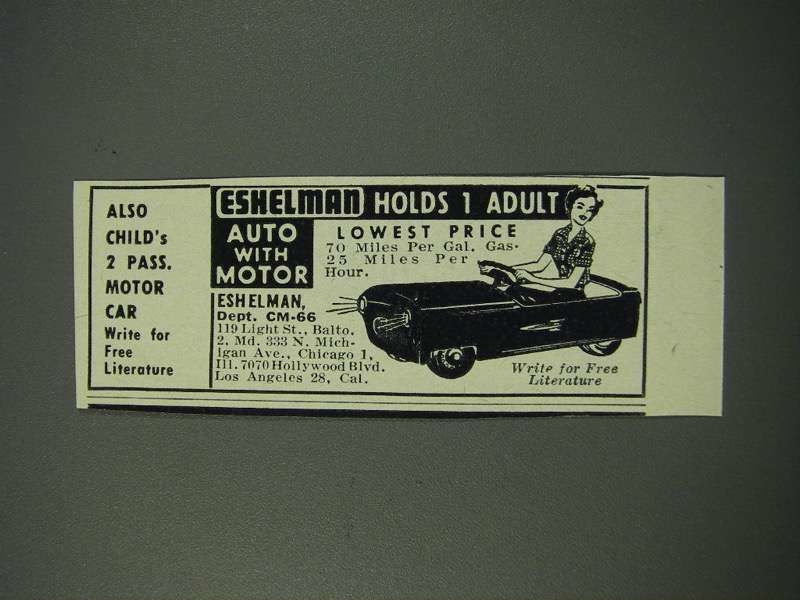 ALSO
CHILD's
2 PASS.
MOTOR
CAR
Write for
Free
Literature
ESHELMAN HOLDS 1 ADULT
AUTO
WITH
MOTOR
LOWEST PRICE
70 Miles Per Gal. Gas-
25 Miles Per
Hour.
ESHELMAN,
Dept. CM-66
119 Light St., Balto.
2, Md. 333 N. Mich-
igan Ave., Chicago 1,
Ill. 7070 Hollywood Blvd.
Los Angeles 28, Cal.
Write for Free
Literature